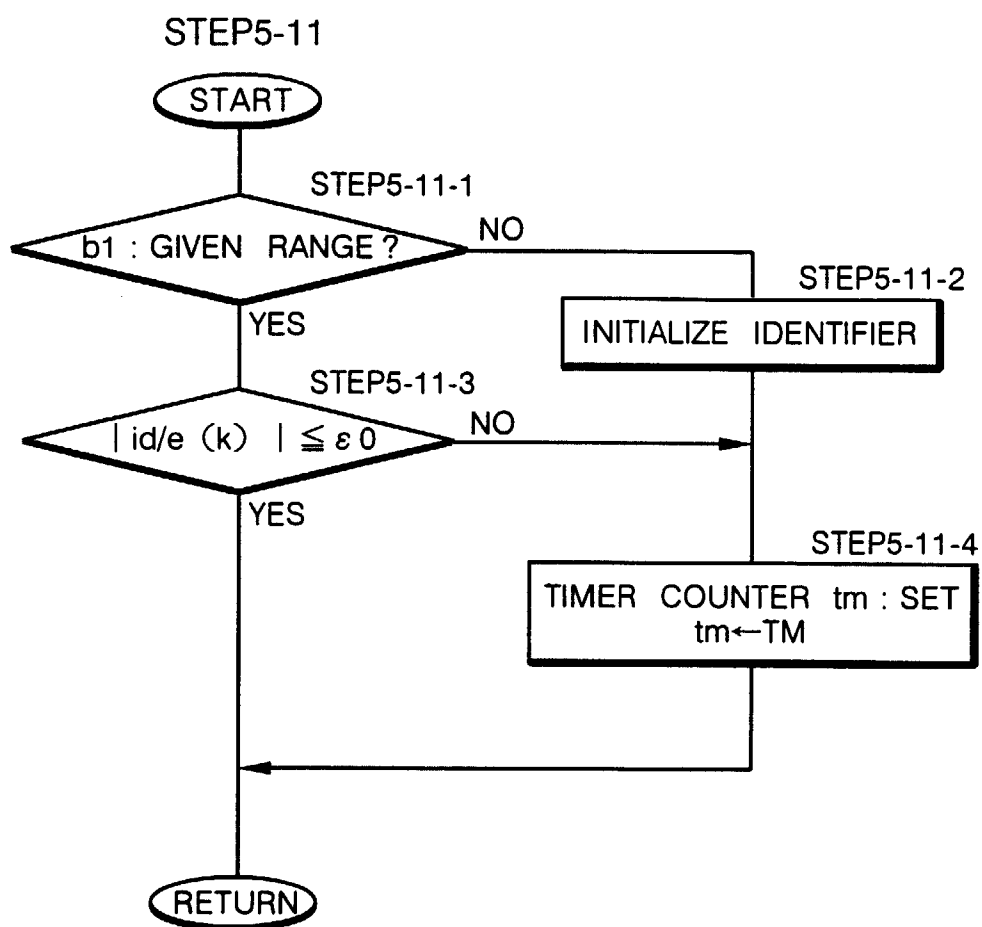 STEP5-11
START
STEP5-11-1
b1 : GIVEN RANGE ?
NO
YES
STEP5-11-2
INITIALIZE IDENTIFIER
STEP5-11-3
| id/e (k) | ≦ ε0
NO
YES
STEP5-11-4
TIMER COUNTER tm : SET
tm←TM
RETURN